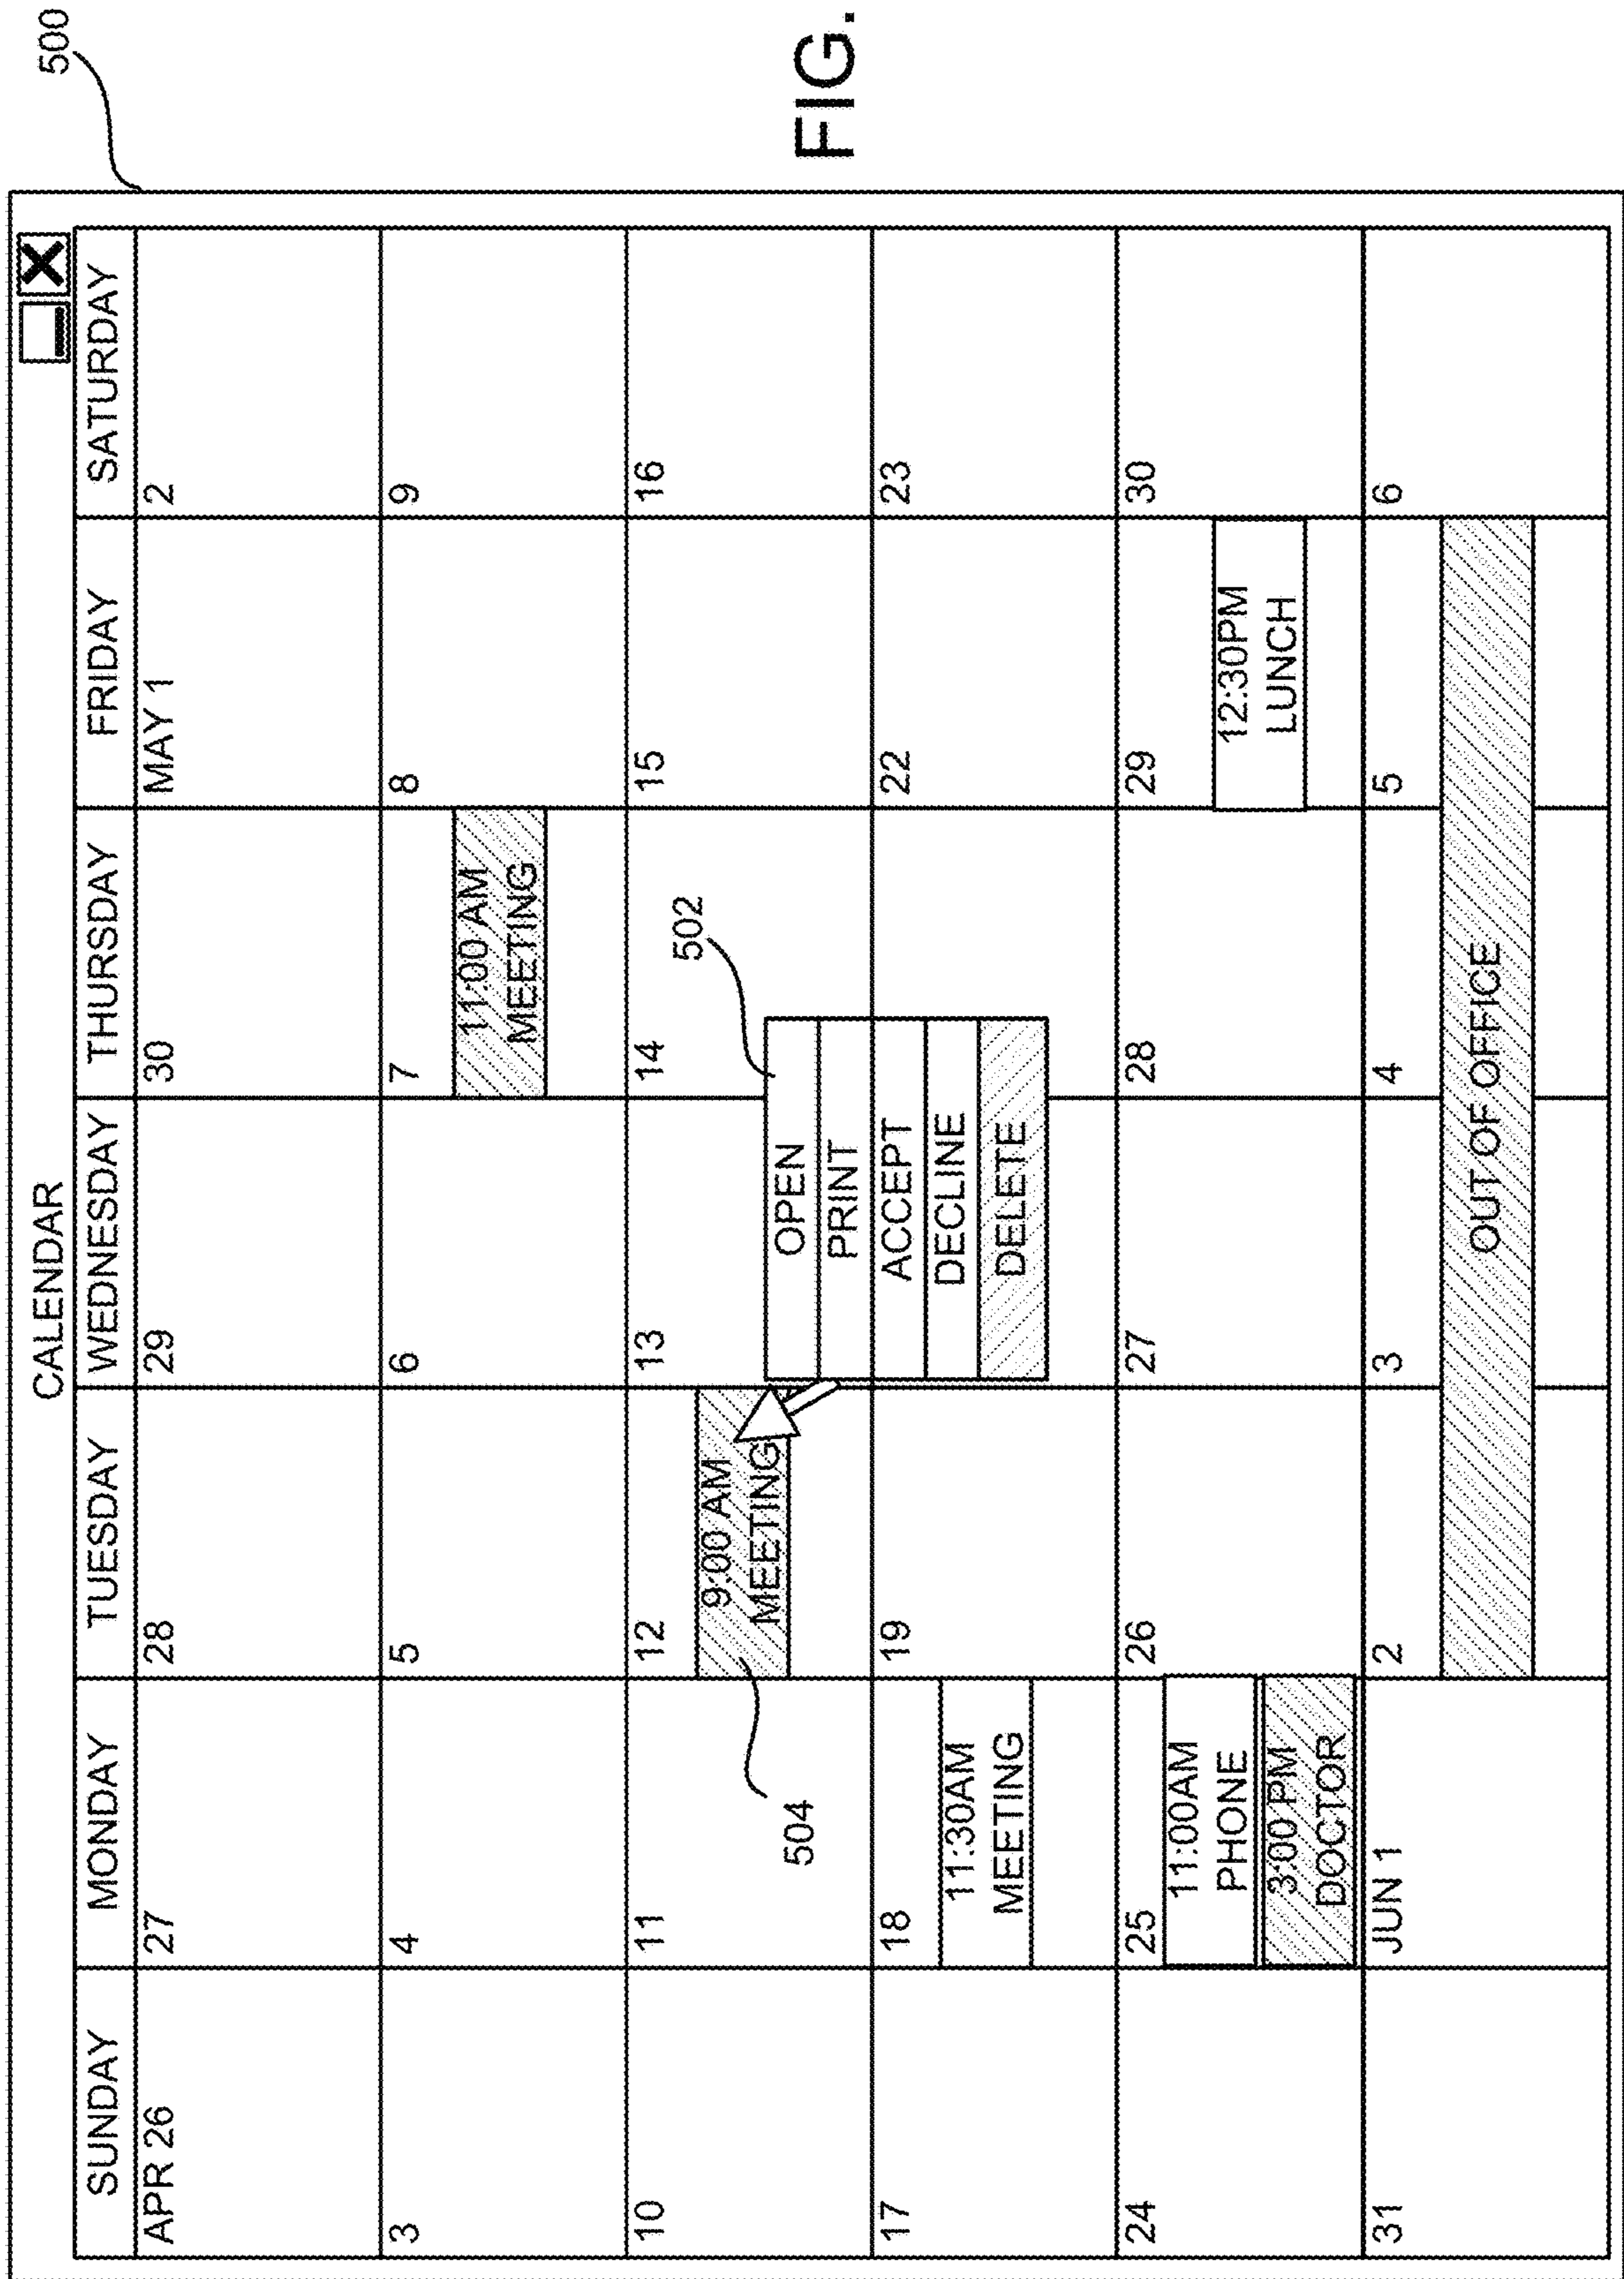 500
CALENDAR
SUNDAY MONDAY TUESDAY WEDNESDAY THURSDAY FRIDAY SATURDAY
APR 26 27 28 29 30 MAY 1 2
3 4 5 6 7 8 9
11:00 AM
MEETING
10 11 12 13 14 15 16
9:00 AM
MEETING
504
502
OPEN
PRINT
ACCEPT
DECLINE
DELETE
17 18 19 22 23
11:30AM
MEETING
24 25 26 27 28 29 30
11:00AM
PHONE
3:00 PM
DOCTOR
12:30PM
LUNCH
31 JUN 1 2 3 4 5 6
OUT OF OFFICE
FIG.